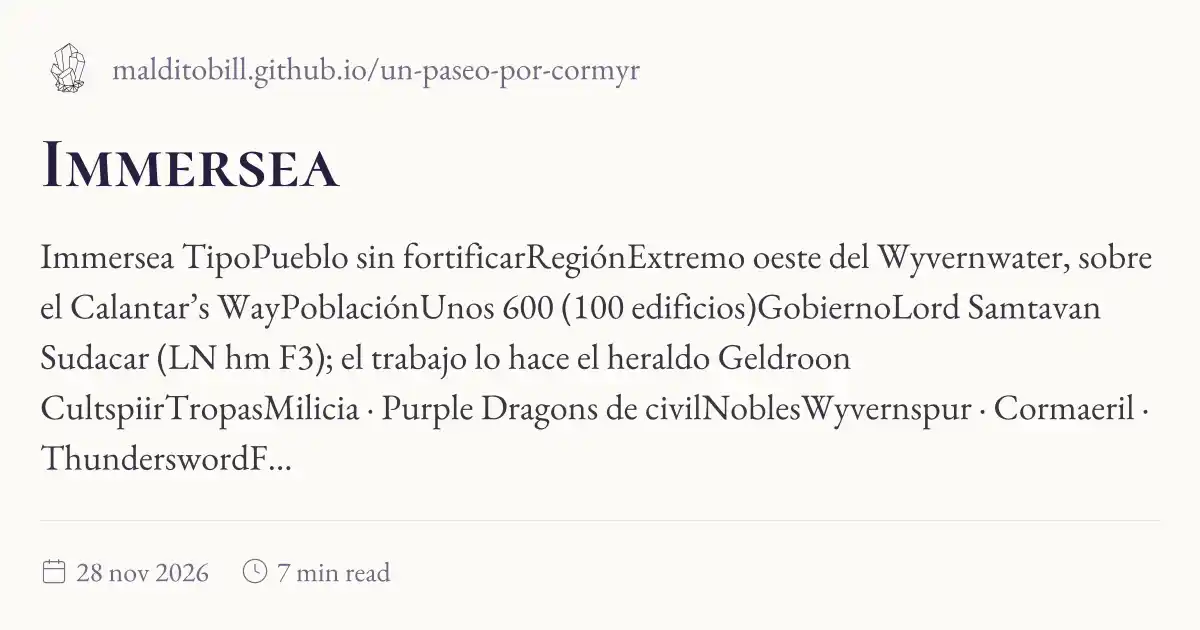 malditobill.github.io/un-paseo-por-cormyr
Immersea
Immersea TipoPueblo sin fortificarRegiónExtremo oeste del Wyvernwater, sobre
el Calantar’s WayPoblaciónUnos 600 (100 edificios)GobiernoLord Samtavan
Sudacar (LN hm F3); el trabajo lo hace el heraldo Geldroon
CultspiirTropasMilicia · Purple Dragons de civilNoblesWyvernspur · Cormaeril ·
ThunderswordF...
28 nov 2026 7 min read